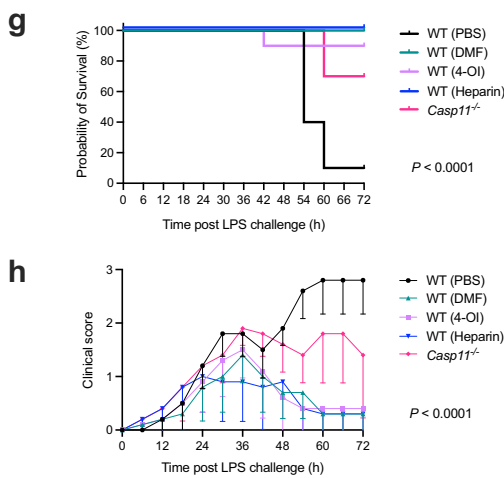 g
Probability of Survival (%)
100
80
60
40
20
0
0 6 12 18 24 30 36 42 48 54 60 66 72
Time post LPS challenge (h)
WT (PBS)
WT (DMF)
WT (4-OI)
WT (Heparin)
Casp11-/-
P < 0.0001
h
Clinical score
3
2
1
0
0 12 24 36 48 60 72
Time post LPS challenge (h)
WT (PBS)
WT (DMF)
WT (4-OI)
WT (Heparin)
Casp11-/-
P < 0.0001